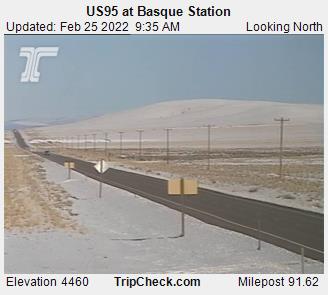 US95 at Basque Station
Updated: Feb 25 2022 9:35 AM Looking North
Elevation 4460 TripCheck.com Milepost 91.62